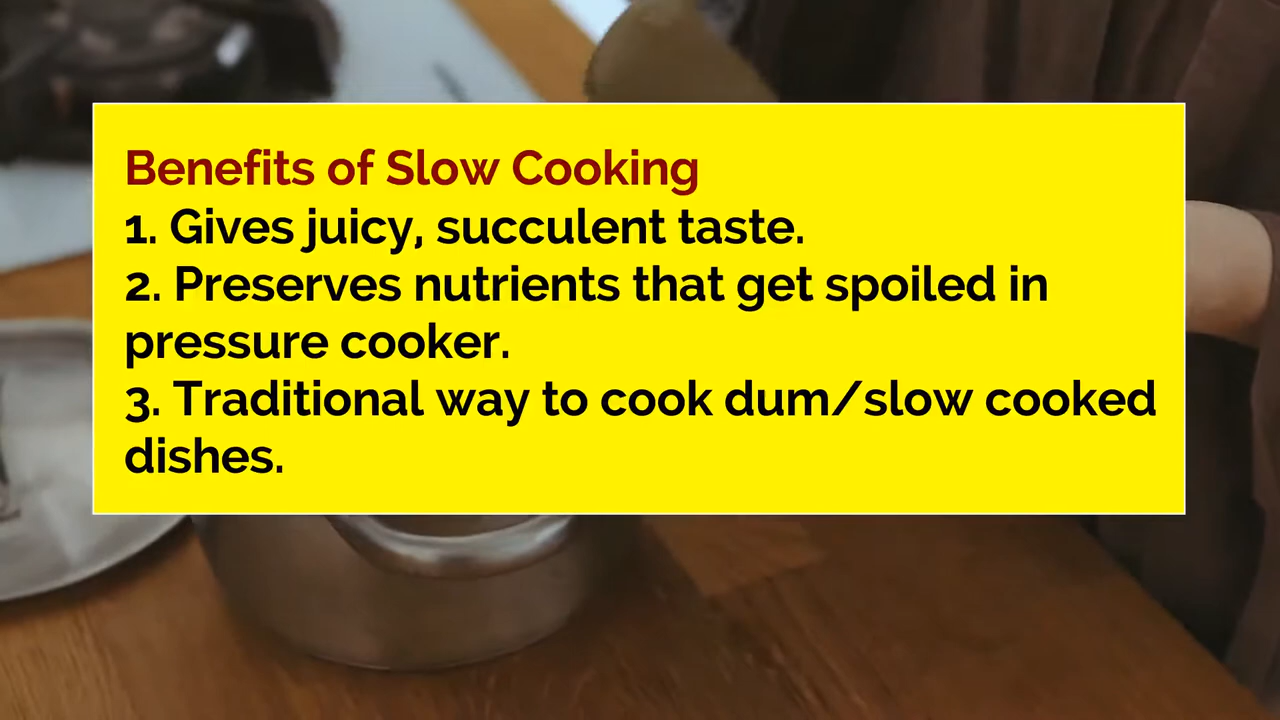 Benefits of Slow Cooking
1. Gives juicy, succulent taste.
2. Preserves nutrients that get spoiled in
pressure cooker.
3. Traditional way to cook dum/slow cooked
dishes.